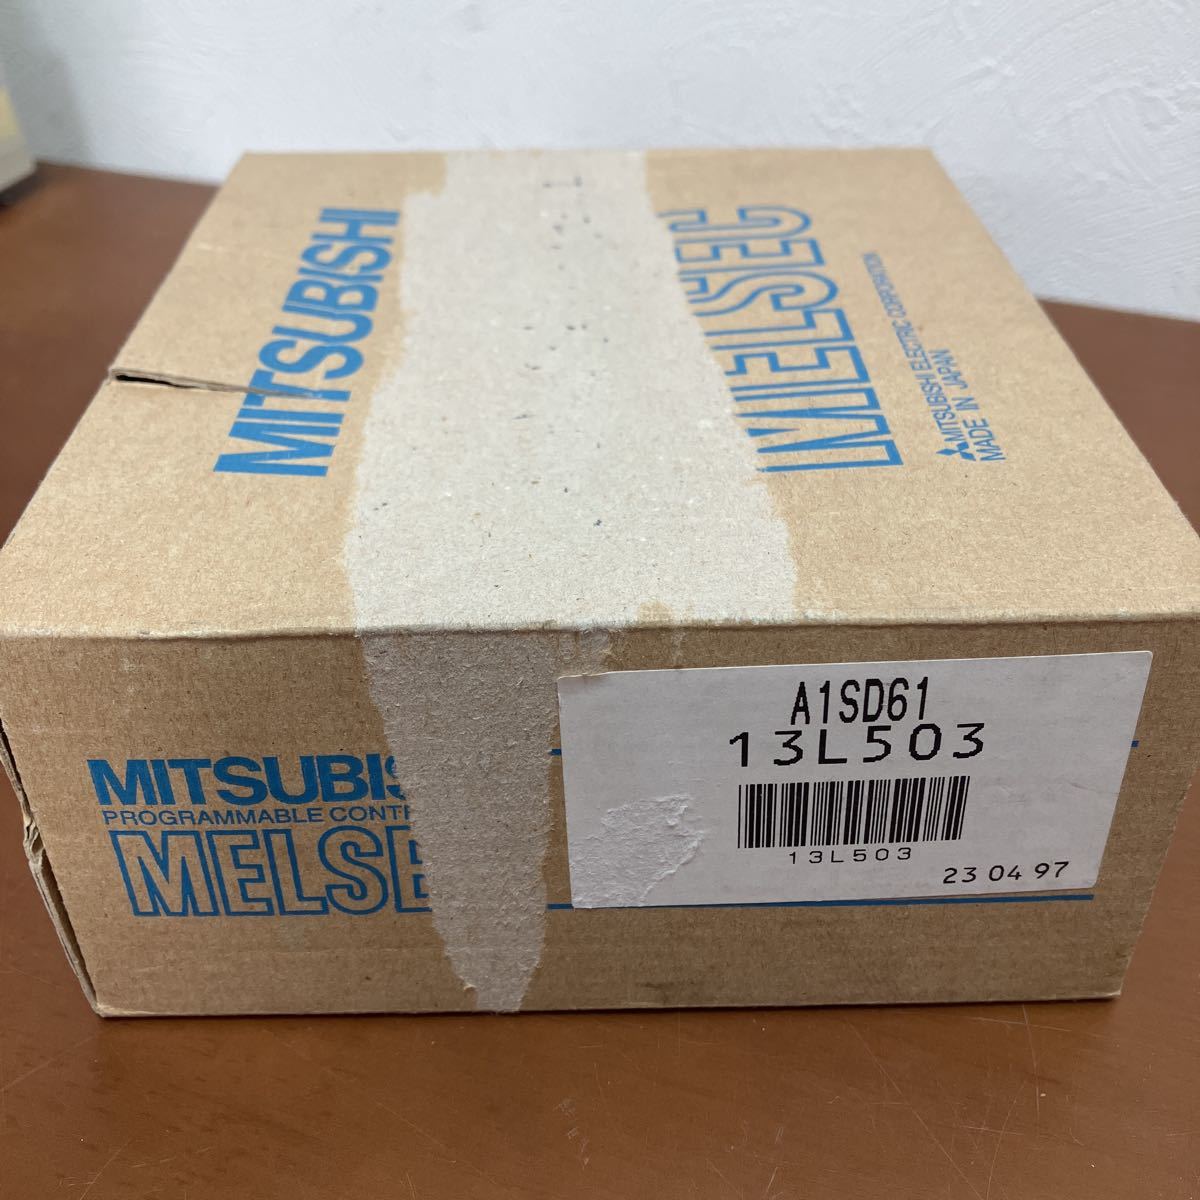 MITSUBISHI
MELSEC
MITSUBISHI ELECTRIC CORPORATION
MADE IN JAPAN
MITSUBIS
PROGRAMMABLE CONTR
MELSE
A1SD61
13L503
13L503
23 04 97